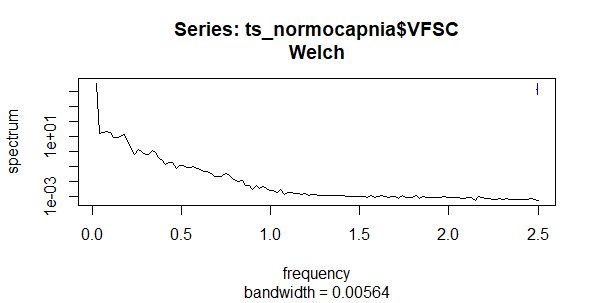 Series: ts_normocapnia$VFSC
Welch
spectrum
1e+01
1e-03
0.0 0.5 1.0 1.5 2.0 2.5
frequency
bandwidth = 0.00564